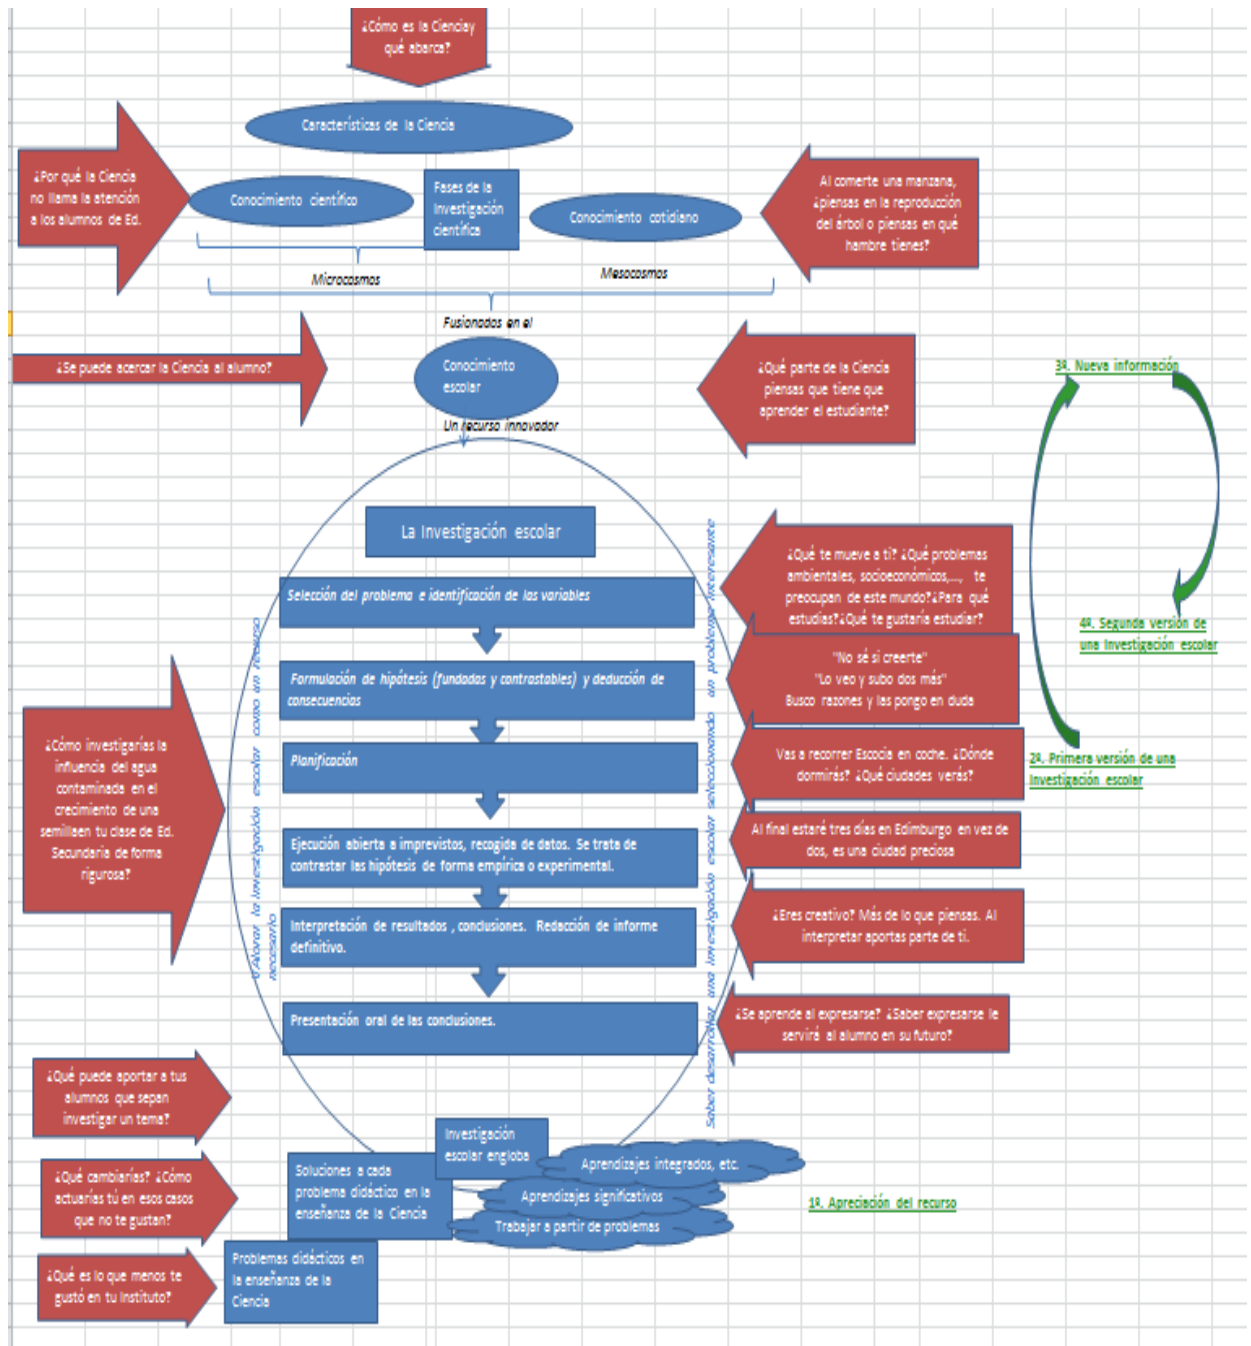 ¿Cómo es la Cienciay
qué abarca?
Características de la Ciencia
¿Por qué la Ciencia
no llama la atención
a los alumnos de Ed.
Conocimiento científico
Fases de la
Investigación
científica
Conocimiento cotidiano
Al comerte una manzana,
¿piensas en la reproducción
del árbol o piensas en qué
hambre tienes?
Microcosmos
Mesocosmos
Fusionados en el
¿Se puede acercar la Ciencia al alumno?
Conocimiento
escolar
¿Qué parte de la Ciencia
piensas que tiene que
aprender el estudiante?
3ª. Nueva información
Un recurso innovador
La Investigación escolar
¿Qué te mueve a ti? ¿Qué problemas
ambientales, socioeconómicos,..., te
preocupan de este mundo?¿Para qué
estudias?¿Qué te gustaría estudiar?
Selección del problema e identificación de las variables
4ª. Segunda versión de
una Investigación escolar
"No sé si creerte"
"Lo veo y subo dos más"
Busco razones y las pongo en duda
Formulación de hipótesis (fundadas y contrastables) y deducción de
consecuencias
Valorar la investigación escolar como un recurso
necesario
Saber desarrollar una investigación escolar seleccionando un problema interesante
¿Cómo investigarías la
influencia del agua
contaminada en el
crecimiento de una
semillaen tu clase de Ed.
Secundaria de forma
rigurosa?
Planificación
Vas a recorrer Escocia en coche. ¿Dónde
dormirás? ¿Qué ciudades verás?
2ª. Primera versión de una
Investigación escolar
Ejecución abierta a imprevistos, recogida de datos. Se trata de
contrastar las hipótesis de forma empírica o experimental.
Al final estaré tres días en Edimburgo en vez de
dos, es una ciudad preciosa
Interpretación de resultados , conclusiones. Redacción de informe
definitivo.
¿Eres creativo? Más de lo que piensas. Al
interpretar aportas parte de ti.
Presentación oral de las conclusiones.
¿Se aprende al expresarse? ¿Saber expresarse le
servirá al alumno en su futuro?
¿Qué puede aportar a tus
alumnos que sepan
investigar un tema?
Investigación
escolar engloba
Aprendizajes integrados, etc.
Aprendizajes significativos
Trabajar a partir de problemas
¿Qué cambiarías? ¿Cómo
actuarías tú en esos casos
que no te gustan?
Soluciones a cada
problema didáctico en la
enseñanza de la Ciencia
1ª. Apreciación del recurso
¿Qué es lo que menos te
gustó en tu Instituto?
Problemas didácticos en
la enseñanza de la
Ciencia